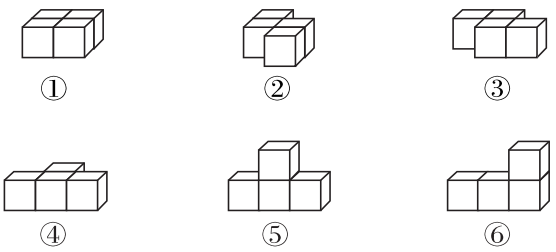 ① ② ③
④ ⑤ ⑥